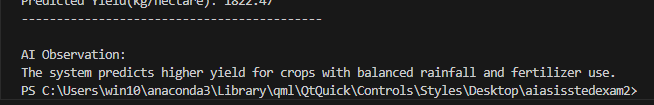 Predicted Yield(kg/hectare): 1822.47
-----------------------------------------
AI Observation:
The system predicts higher yield for crops with balanced rainfall and fertilizer use.
PS C:\Users\win10\anaconda3\Library\qml\QtQuick\Controls\Styles\Desktop\aiasisstedexam2>